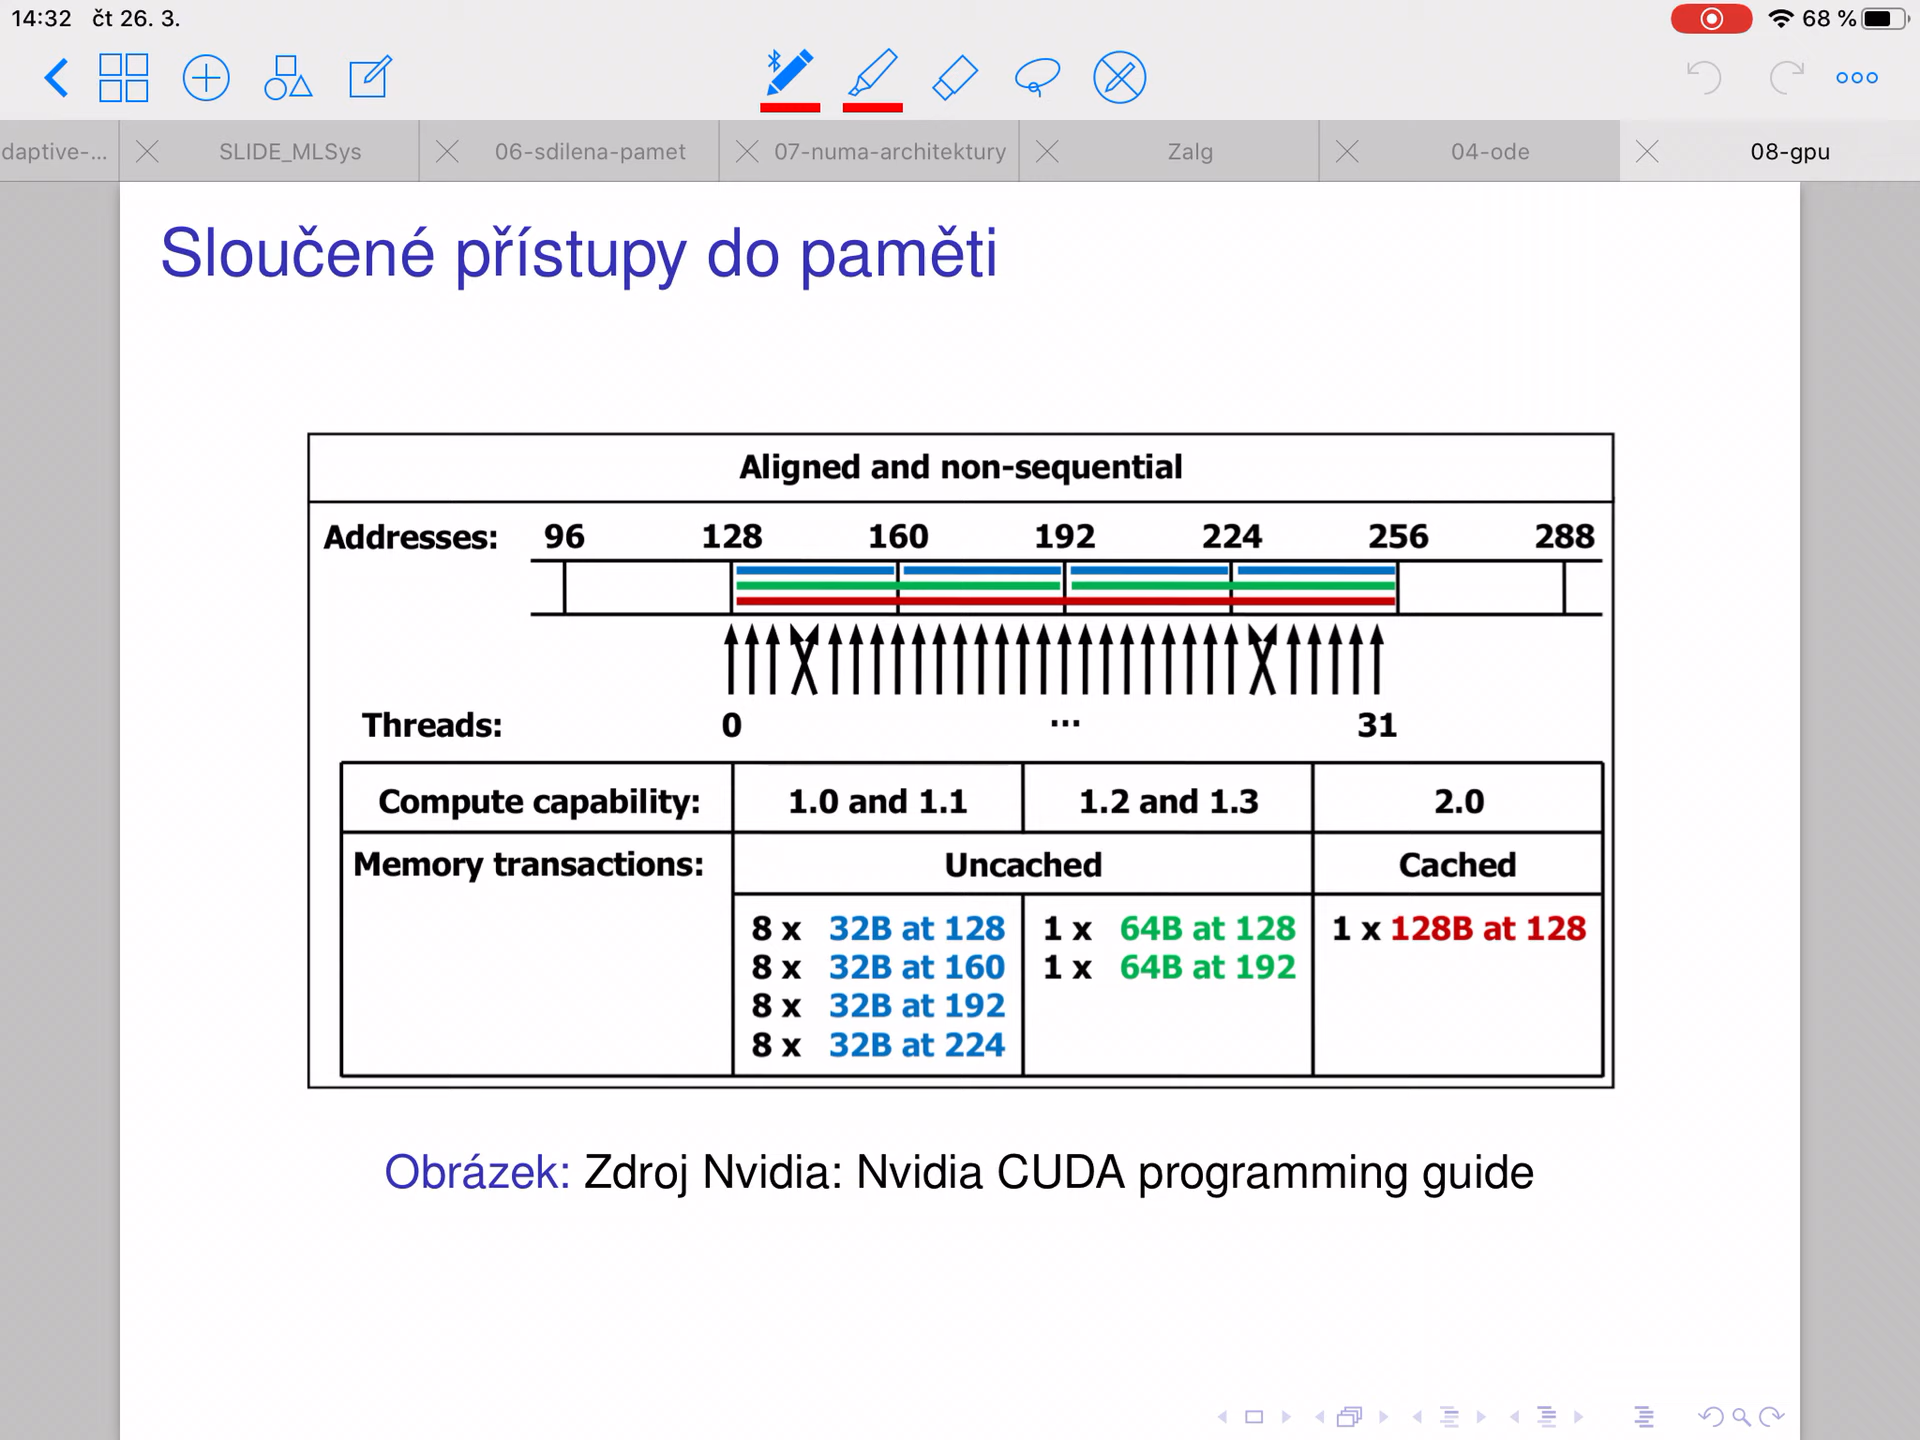 14:32 čt 26. 3. 68 %
daptive-... SLIDE_MLSys 06-sdilena-pamet 07-numa-architektury Zalg 04-ode 08-gpu
Sloučené přístupy do paměti
Aligned and non-sequential
Addresses: 96 128 160 192 224 256 288
Threads: 0 ... 31
Compute capability: 1.0 and 1.1 1.2 and 1.3 2.0
Memory transactions: Uncached Cached
8 x 32B at 128 1 x 64B at 128 1 x 128B at 128
8 x 32B at 160 1 x 64B at 192
8 x 32B at 192
8 x 32B at 224
Obrázek: Zdroj Nvidia: Nvidia CUDA programming guide